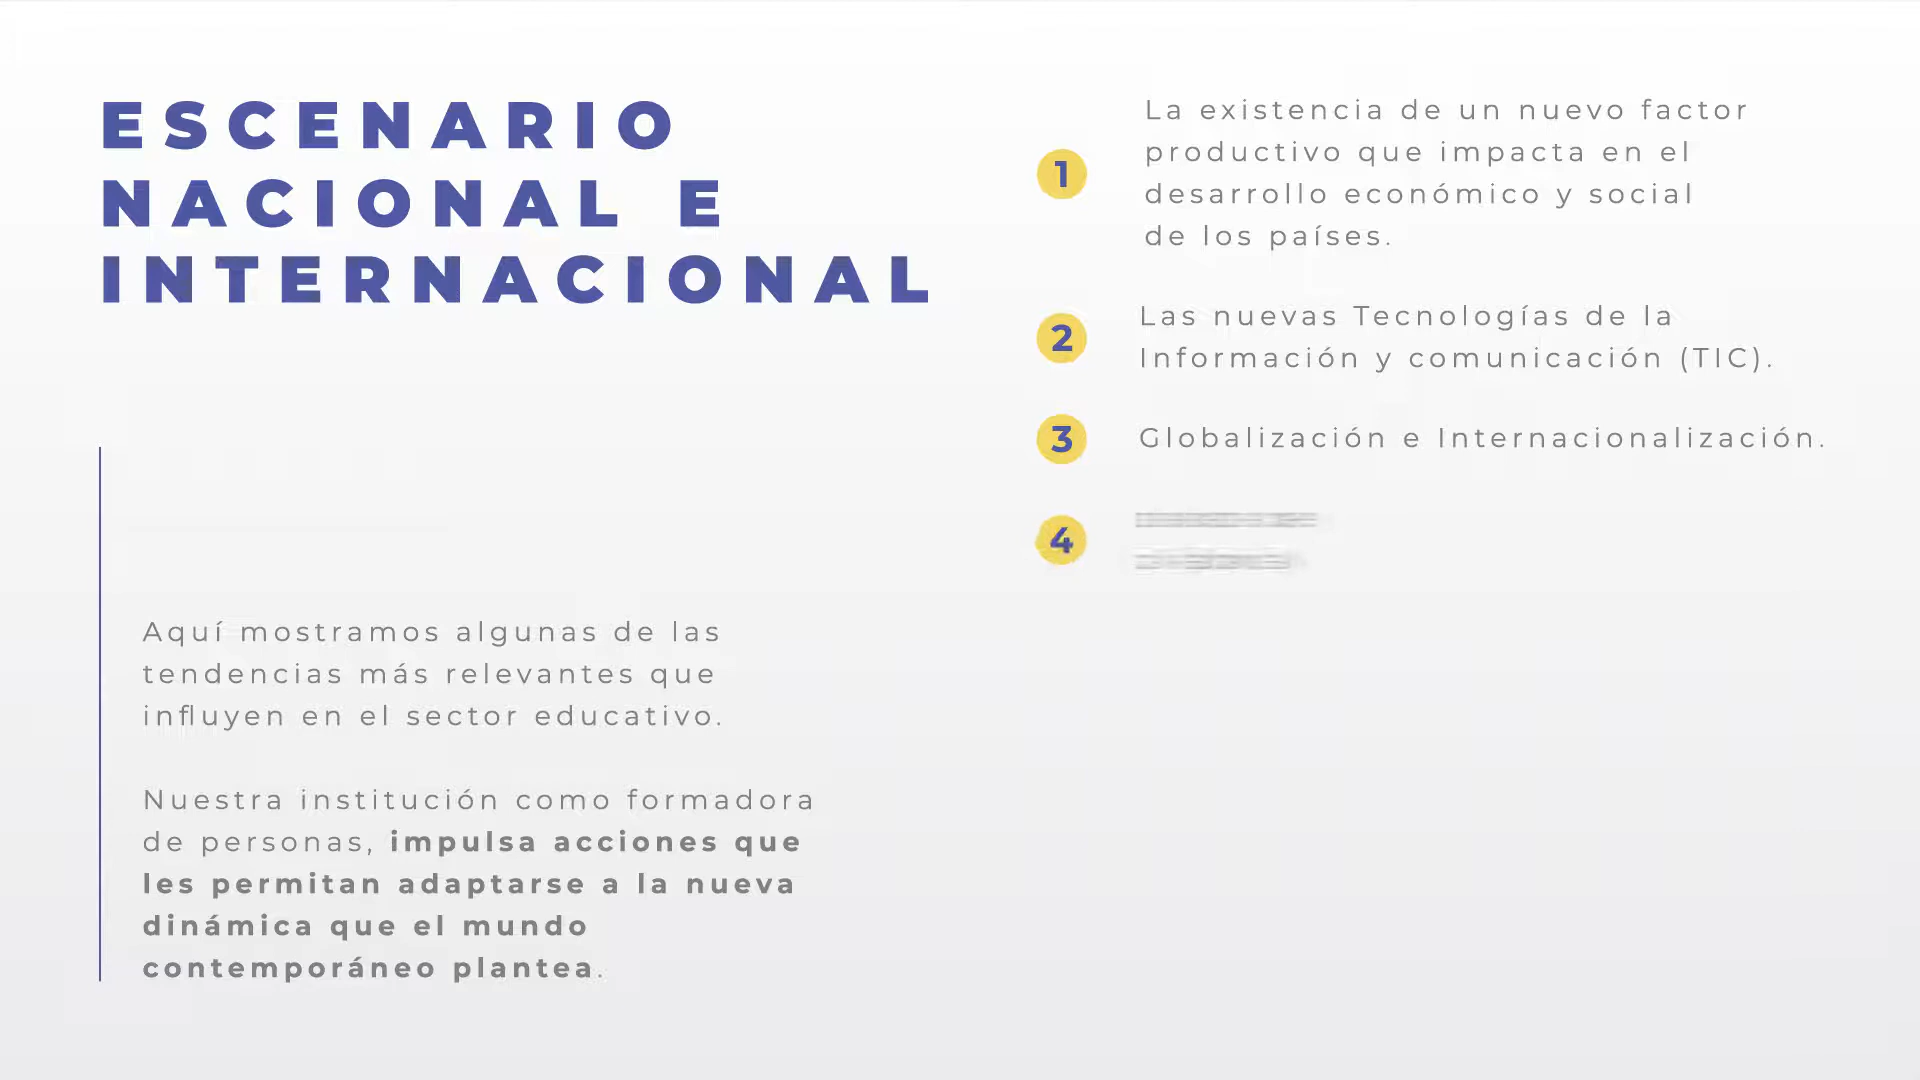 ESCENARIO
NACIONAL E
INTERNACIONAL
Aquí mostramos algunas de las
tendencias más relevantes que
influyen en el sector educativo.
Nuestra institución como formadora
de personas, impulsa acciones que
les permitan adaptarse a la nueva
dinámica que el mundo
contemporáneo plantea.
1
La existencia de un nuevo factor
productivo que impacta en el
desarrollo económico y social
de los países.
2
Las nuevas Tecnologías de la
Información y comunicación (TIC).
3
Globalización e Internacionalización.
4